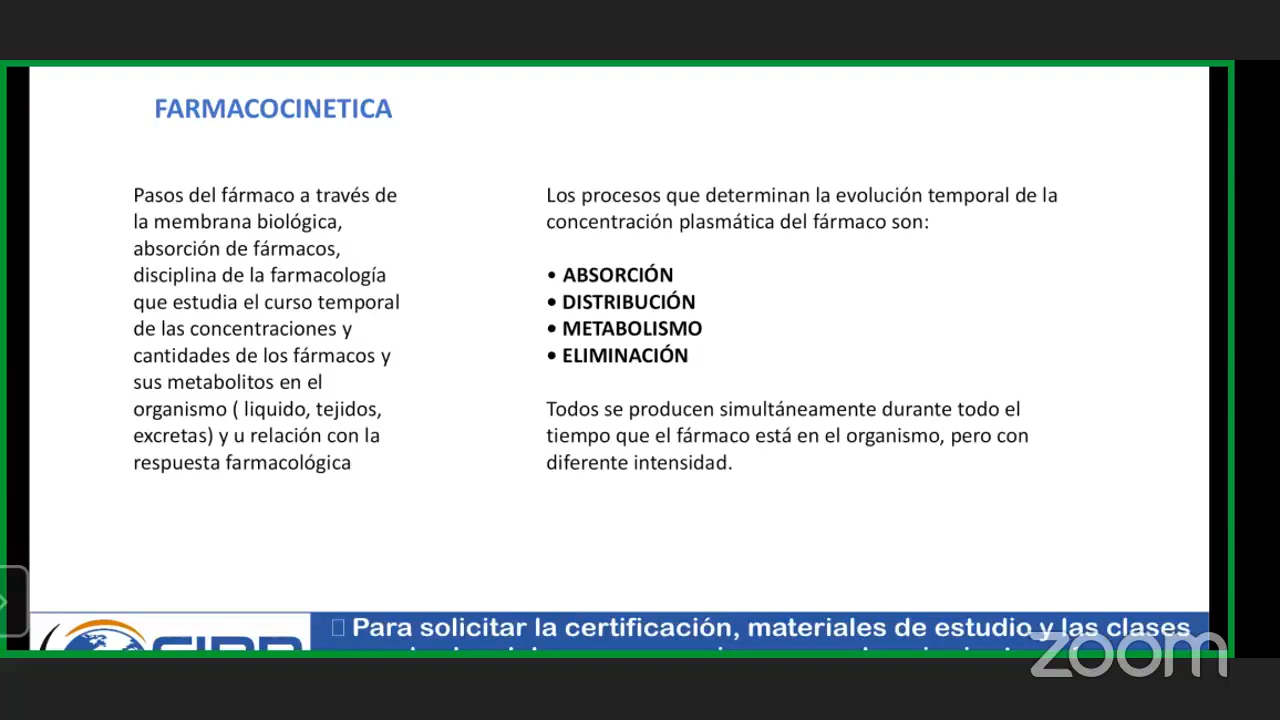 FARMACOCINETICA
Pasos del fármaco a través de
la membrana biológica,
absorción de fármacos,
disciplina de la farmacología
que estudia el curso temporal
de las concentraciones y
cantidades de los fármacos y
sus metabolitos en el
organismo ( liquido, tejidos,
excretas) y u relación con la
respuesta farmacológica
Los procesos que determinan la evolución temporal de la
concentración plasmática del fármaco son:
• ABSORCIÓN
• DISTRIBUCIÓN
• METABOLISMO
• ELIMINACIÓN
Todos se producen simultáneamente durante todo el
tiempo que el fármaco está en el organismo, pero con
diferente intensidad.
Para solicitar la certificación, materiales de estudio y las clases
zoom